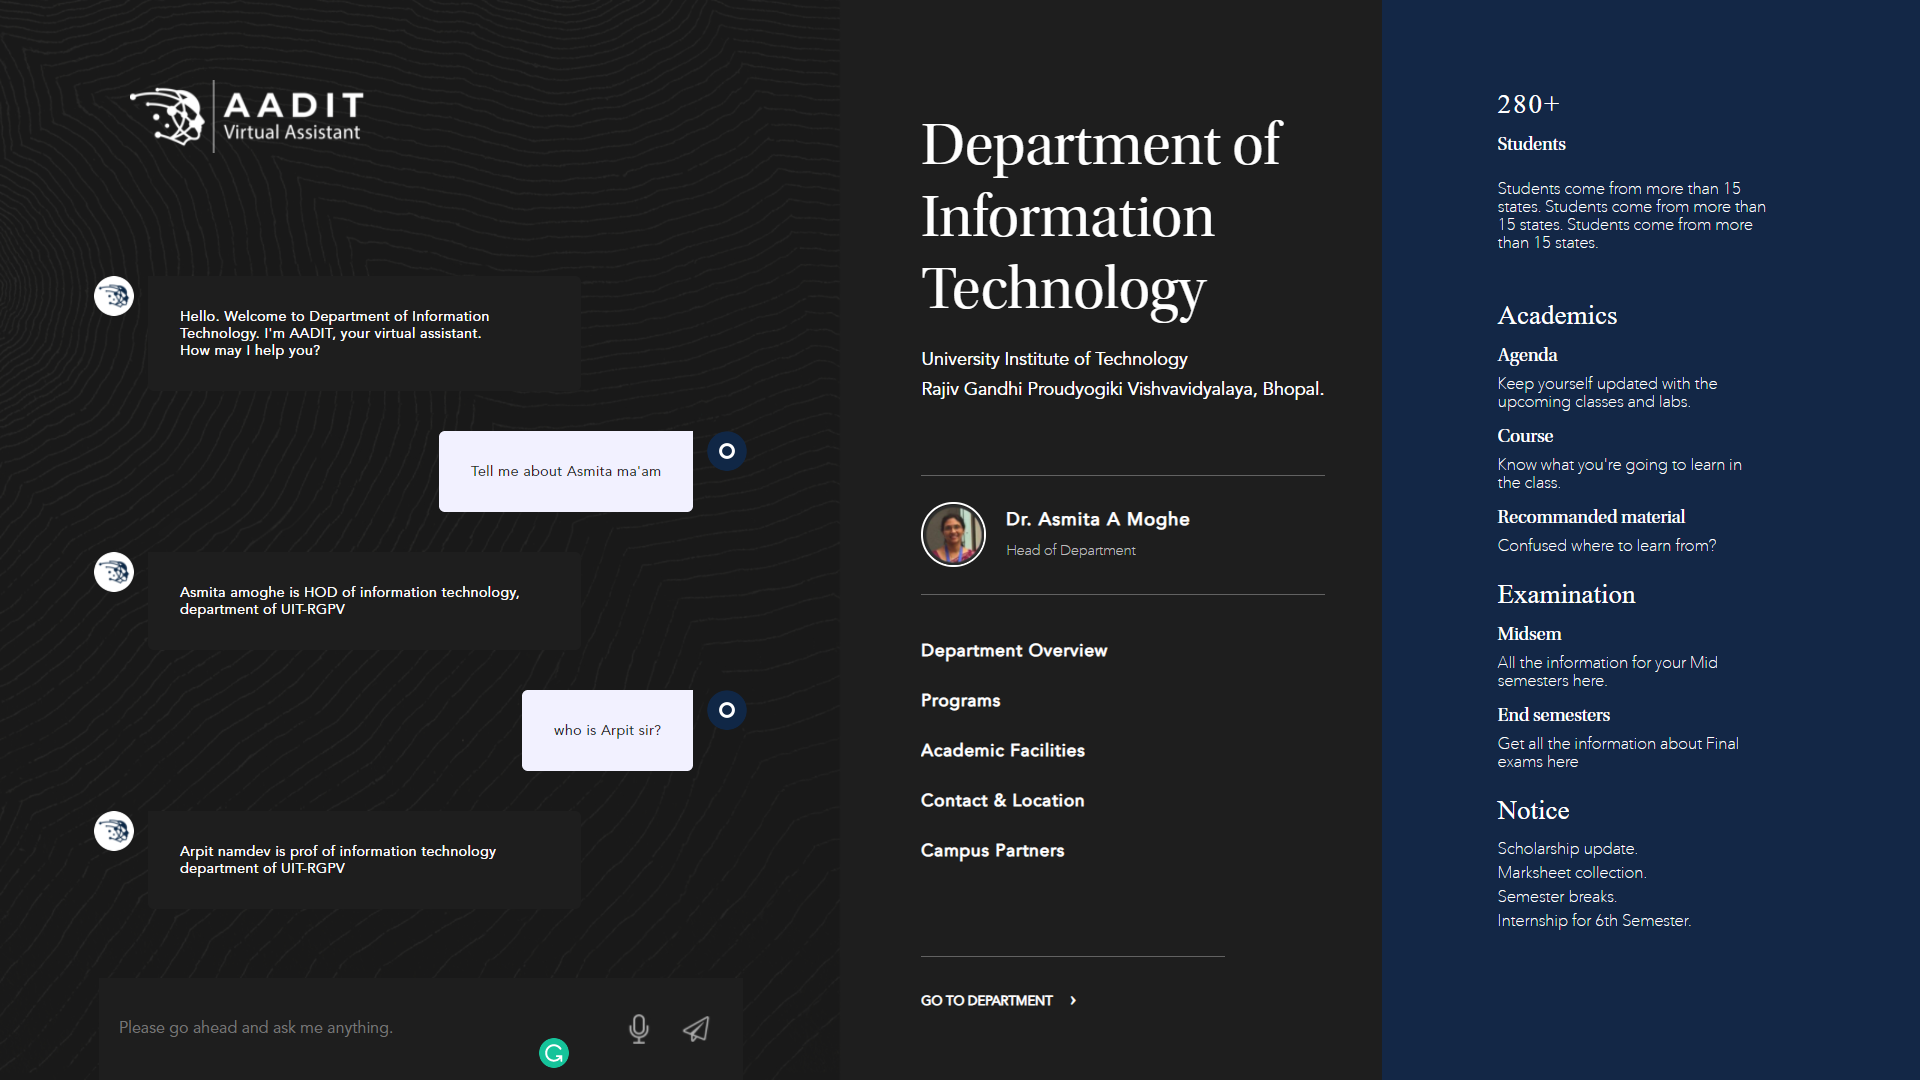 AADIT
Virtual Assistant
Hello. Welcome to Department of Information
Technology. I'm AADIT, your virtual assistant.
How may I help you?
Tell me about Asmita ma'am
Asmita amoghe is HOD of information technology,
department of UIT-RGPV
who is Arpit sir?
Arpit namdev is prof of information technology
department of UIT-RGPV
Please go ahead and ask me anything.
Department of
Information
Technology
University Institute of Technology
Rajiv Gandhi Proudyogiki Vishvavidyalaya, Bhopal.
Dr. Asmita A Moghe
Head of Department
Department Overview
Programs
Academic Facilities
Contact & Location
Campus Partners
GO TO DEPARTMENT
280+
Students
Students come from more than 15
states. Students come from more than
15 states. Students come from more
than 15 states.
Academics
Agenda
Keep yourself updated with the
upcoming classes and labs.
Course
Know what you're going to learn in
the class.
Recommanded material
Confused where to learn from?
Examination
Midsem
All the information for your Mid
semesters here.
End semesters
Get all the information about Final
exams here
Notice
Scholarship update.
Marksheet collection.
Semester breaks.
Internship for 6th Semester.